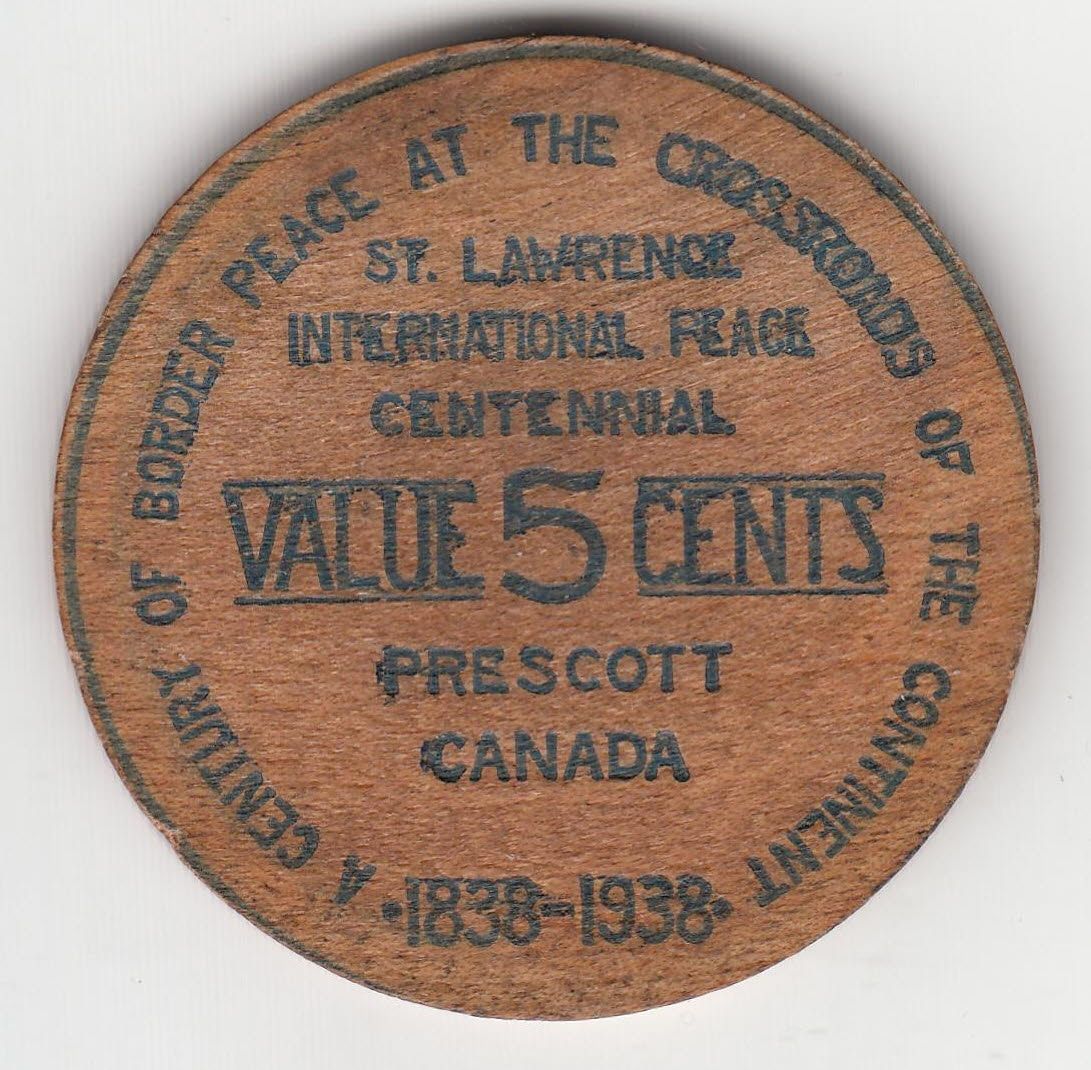 A CENTURY OF BORDER PEACE AT THE CROSSROADS OF THE CONTINENT
ST. LAWRENCE
INTERNATIONAL PEACE
CENTENNIAL
VALUE 5 CENTS
PRESCOTT
CANADA
·1838-1938·